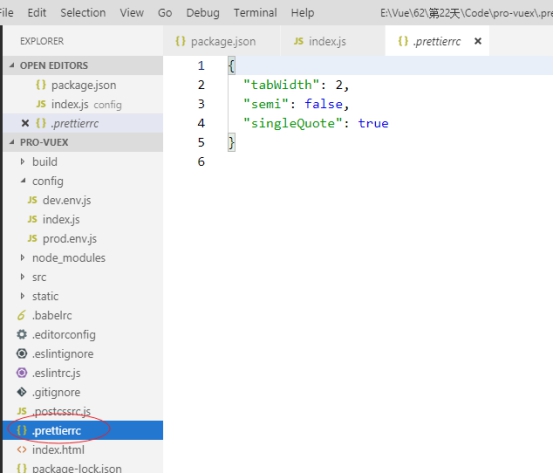 File Edit Selection View Go Debug Terminal Help E:\Vue\62\第22天\Code\pro-vuex\.pre
EXPLORER
OPEN EDITORS
{} package.json
JS index.js config
× {} .prettierrc
PRO-VUEX
build
config
JS dev.env.js
JS index.js
JS prod.env.js
node_modules
src
static
.babelrc
.editorconfig
.eslintignore
.eslintrc.js
.gitignore
JS .postcssrc.js
{} .prettierrc
<> index.html
{} package-lock.json
{} package.json
JS index.js
{} .prettierrc ×
1 {
2 "tabWidth": 2,
3 "semi": false,
4 "singleQuote": true
5 }
6